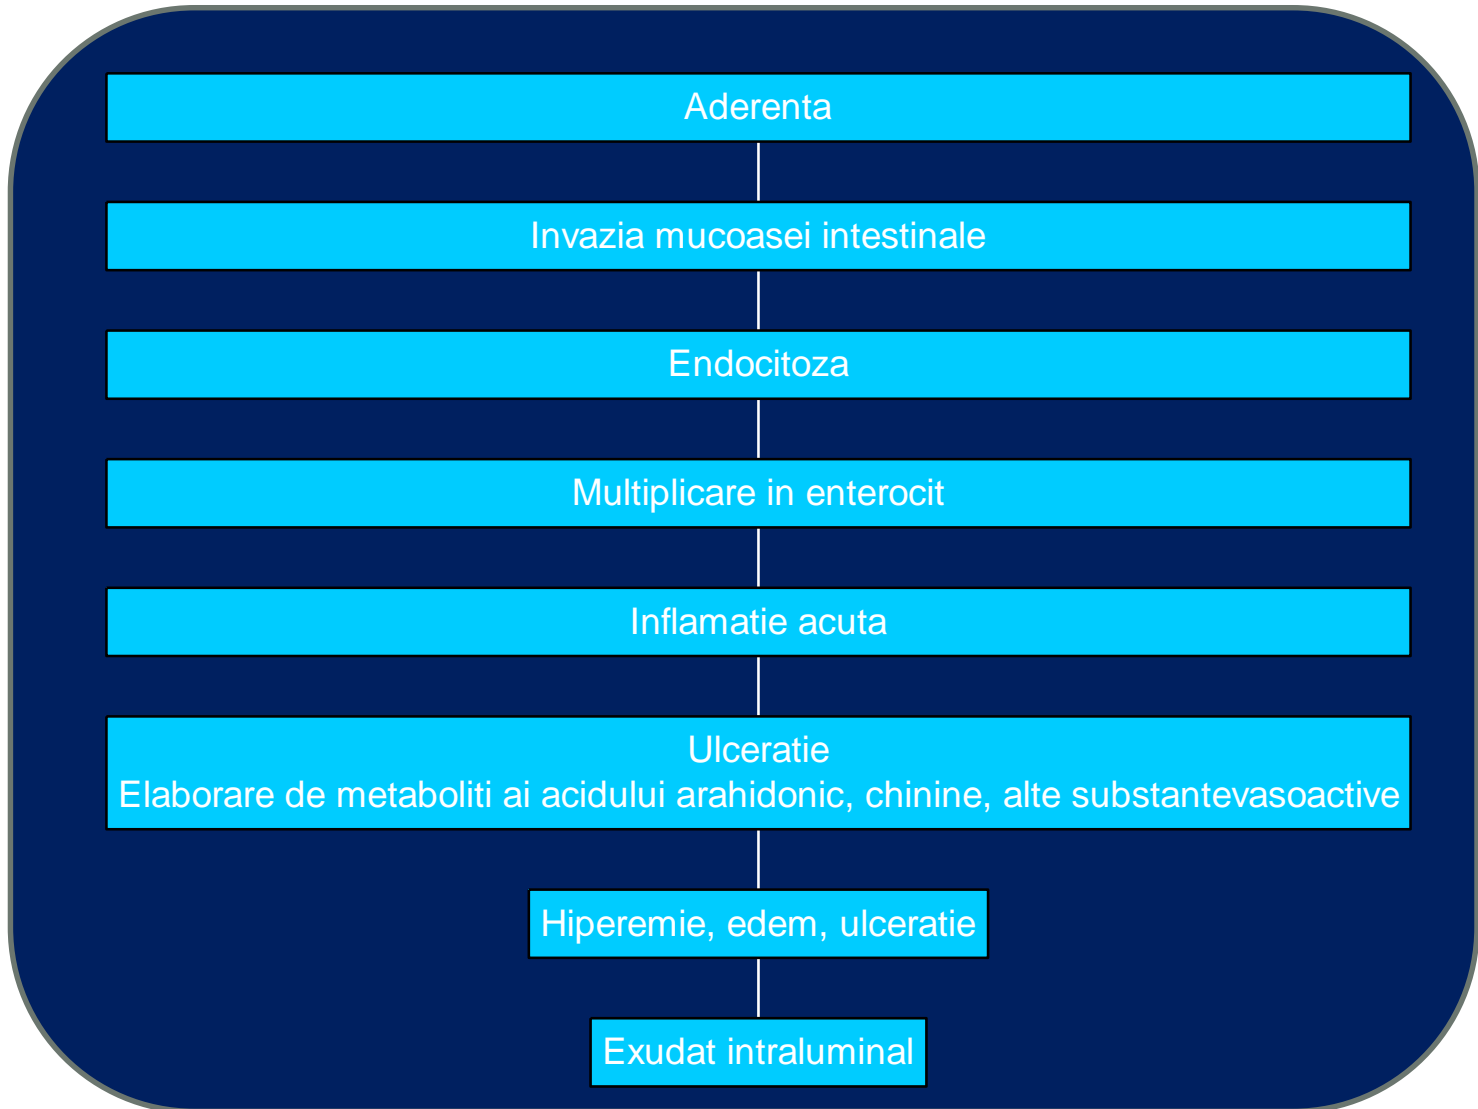 Aderenta
Invazia mucoasei intestinale
Endocitoza
Multiplicare in enterocit
Inflamatie acuta
Ulceratie
Elaborare de metaboliti ai acidului arahidonic, chinine, alte substantevasoactive
Hiperemie, edem, ulceratie
Exudat intraluminal